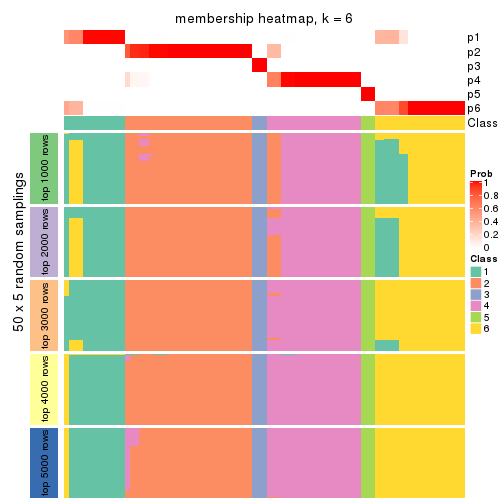 membership heatmap, k = 6
p1
p2
p3
p4
p5
p6
Class
50 x 5 random samplings
top 1000 rows
top 2000 rows
top 3000 rows
top 4000 rows
top 5000 rows
Prob
1
0.8
0.6
0.4
0.2
0
Class
1
2
3
4
5
6